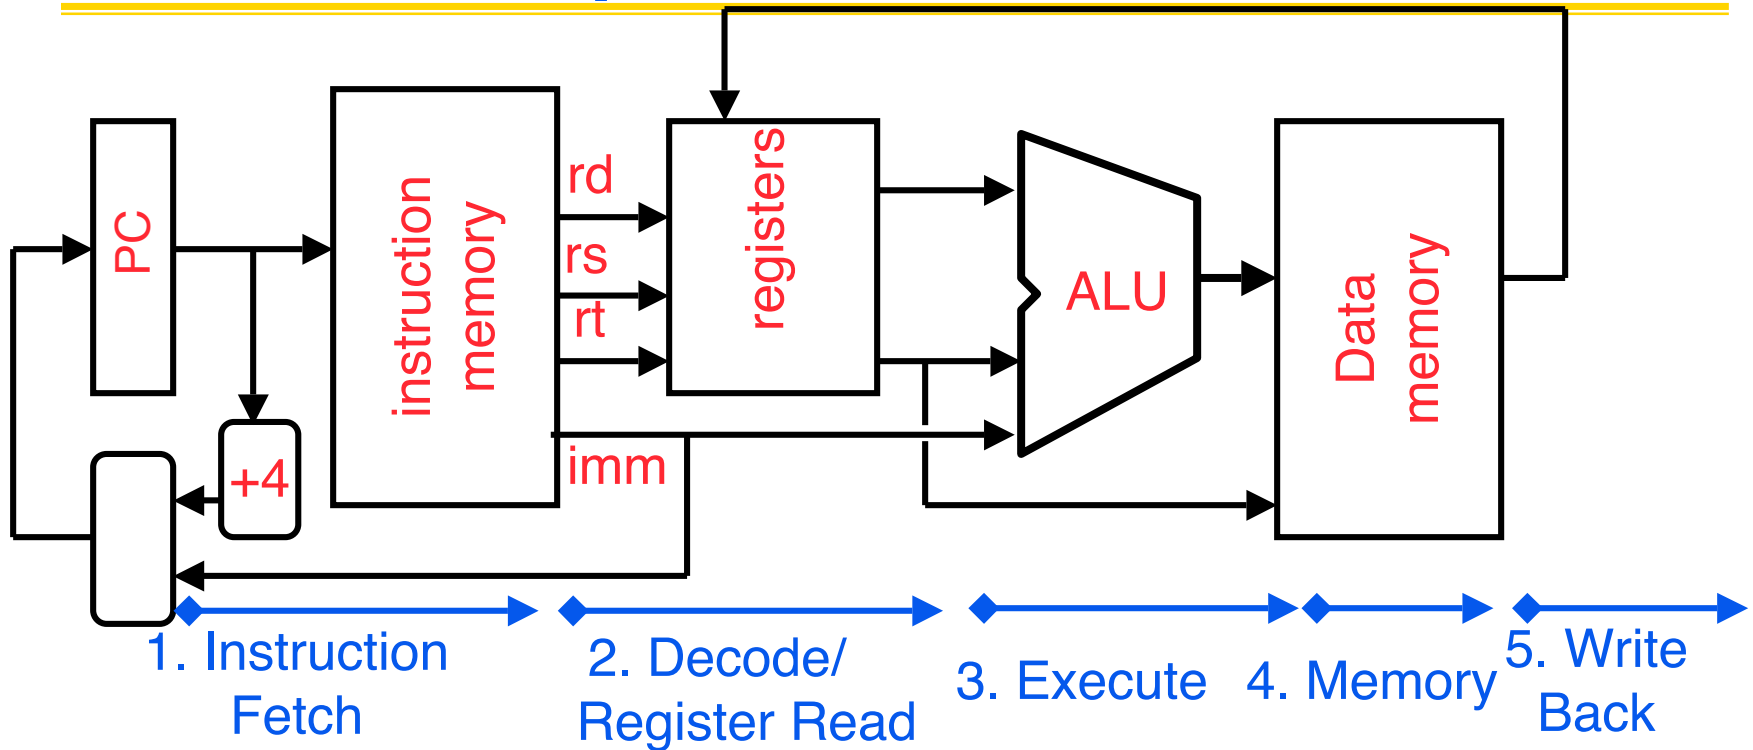 PC
+4
instruction
memory
rd
rs
rt
imm
registers
ALU
Data
memory
1. Instruction
Fetch
2. Decode/
Register Read
3. Execute
4. Memory
5. Write
Back